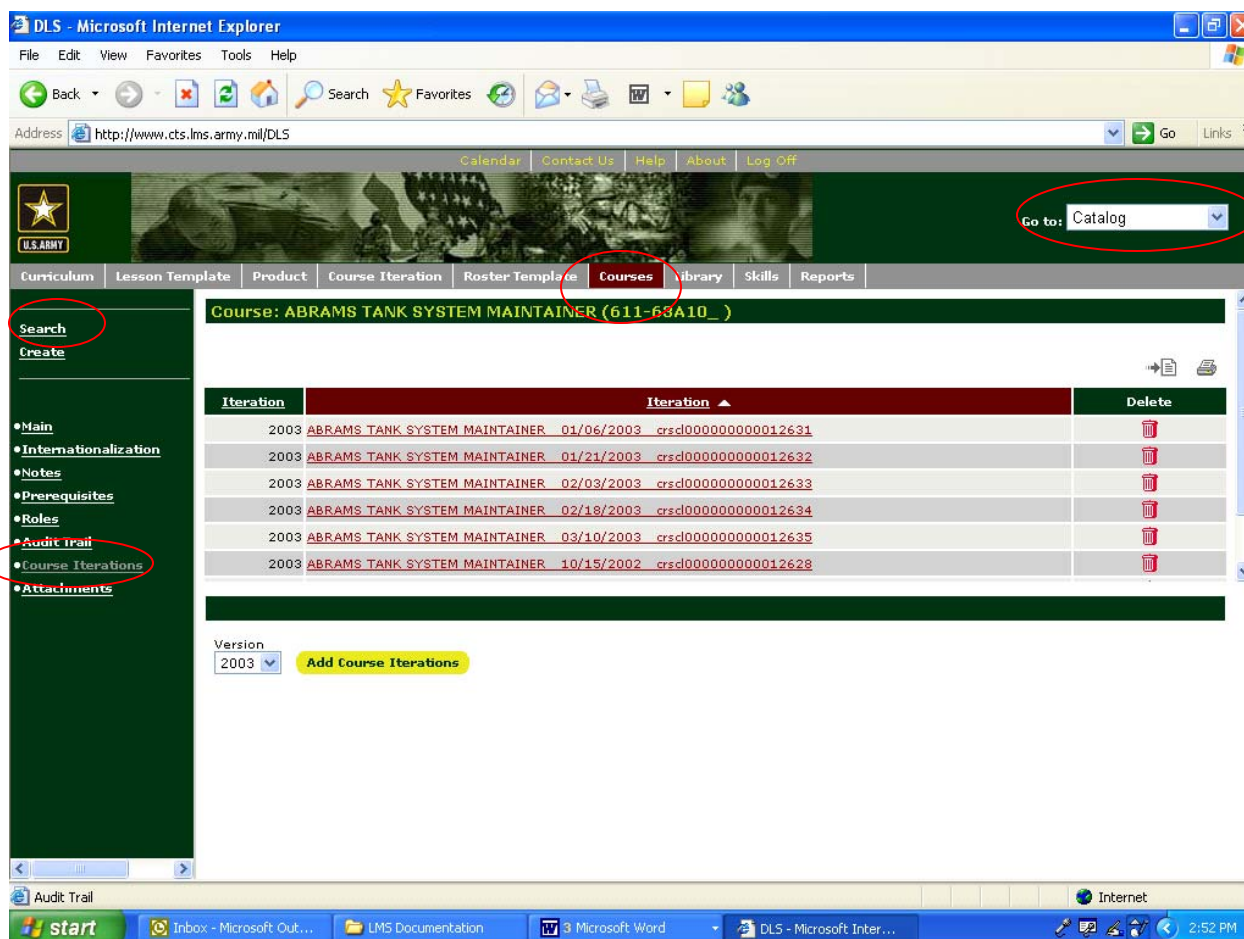 DLS - Microsoft Internet Explorer
File Edit View Favorites Tools Help
Back Search Favorites
Address http://www.cts.lms.army.mil/DLS Go Links
Calendar Contact Us Help About Log Off
U.S.ARMY
Go to: Catalog
Curriculum Lesson Template Product Course Iteration Roster Template Courses Library Skills Reports
Search
Create
Main
Internationalization
Notes
Prerequisites
Roles
Audit Trail
Course Iterations
Attachments
Course: ABRAMS TANK SYSTEM MAINTAINER (611-63A10_ )
Iteration Iteration Delete
2003 ABRAMS TANK SYSTEM MAINTAINER 01/06/2003 crscl000000000012631
2003 ABRAMS TANK SYSTEM MAINTAINER 01/21/2003 crscl000000000012632
2003 ABRAMS TANK SYSTEM MAINTAINER 02/03/2003 crscl000000000012633
2003 ABRAMS TANK SYSTEM MAINTAINER 02/18/2003 crscl000000000012634
2003 ABRAMS TANK SYSTEM MAINTAINER 03/10/2003 crscl000000000012635
2003 ABRAMS TANK SYSTEM MAINTAINER 10/15/2002 crscl000000000012628
Version
2003 Add Course Iterations
Audit Trail Internet
start Inbox - Microsoft Out... LMS Documentation 3 Microsoft Word DLS - Microsoft Inter... 2:52 PM